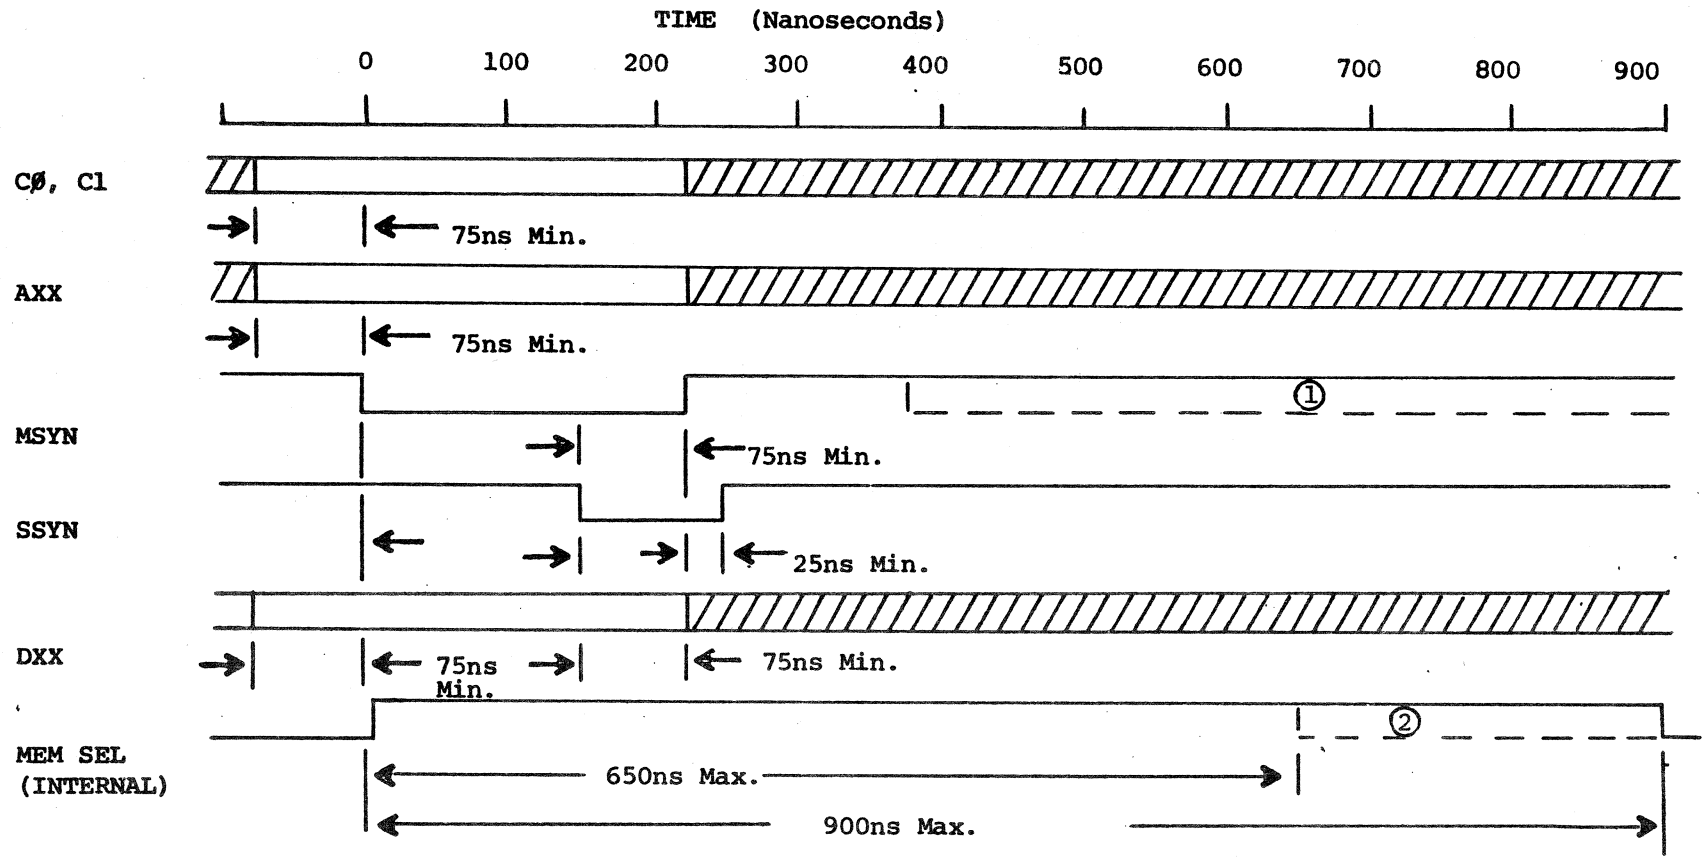 TIME (Nanoseconds)
0 100 200 300 400 500 600 700 800 900
CØ, C1
75ns Min.
AXX
75ns Min.
①
MSYN
75ns Min.
SSYN
25ns Min.
DXX
75ns Min.
75ns Min.
②
MEM SEL
(INTERNAL)
650ns Max.
900ns Max.